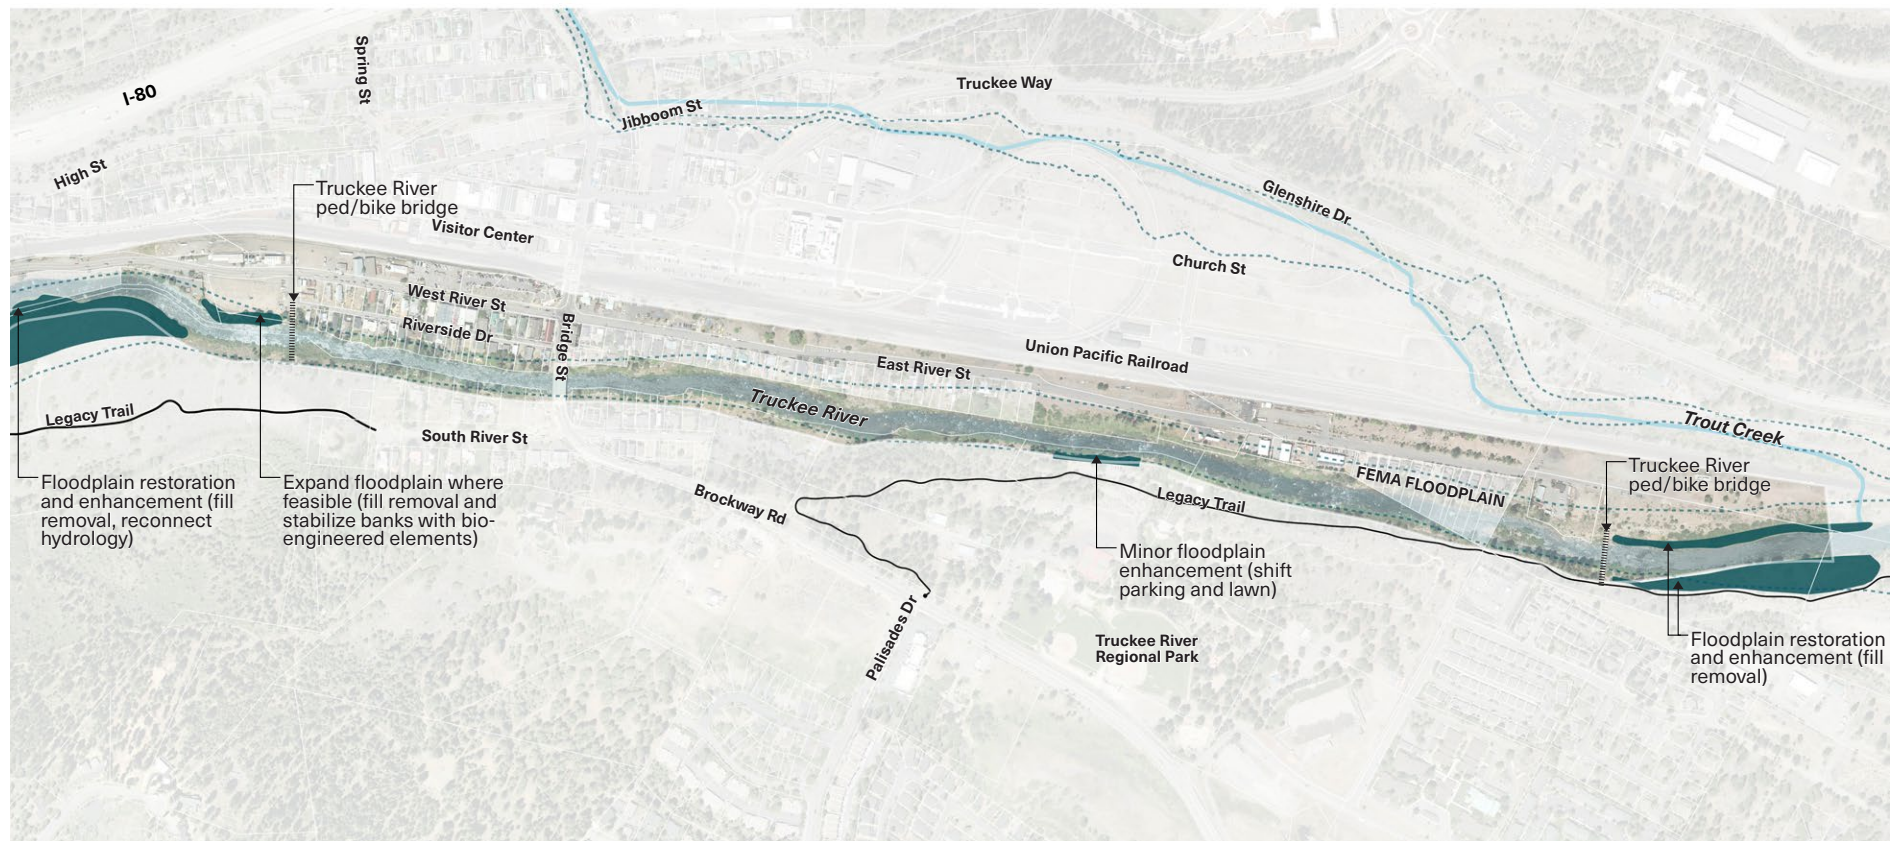 Spring St
I-80
Truckee Way
Jibboom St
High St
Truckee River
ped/bike bridge
Glenshire Dr
Visitor Center
Church St
West River St
Riverside Dr
Bridge St
Union Pacific Railroad
East River St
Truckee River
Legacy Trail
South River St
Trout Creek
Floodplain restoration
and enhancement (fill
removal, reconnect
hydrology)
Expand floodplain where
feasible (fill removal and
stabilize banks with bio-
engineered elements)
Brockway Rd
Legacy Trail
FEMA FLOODPLAIN
Truckee River
ped/bike bridge
Minor floodplain
enhancement (shift
parking and lawn)
Palisades Dr
Truckee River
Regional Park
Floodplain restoration
and enhancement (fill
removal)